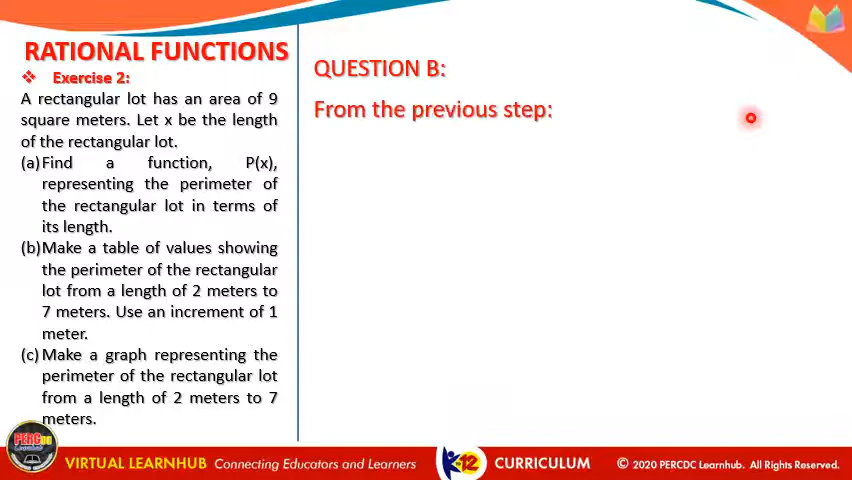 RATIONAL FUNCTIONS
❖ Exercise 2:
A rectangular lot has an area of 9
square meters. Let x be the length
of the rectangular lot.
(a)Find a function, P(x),
representing the perimeter of
the rectangular lot in terms of
its length.
(b)Make a table of values showing
the perimeter of the rectangular
lot from a length of 2 meters to
7 meters. Use an increment of 1
meter.
(c)Make a graph representing the
perimeter of the rectangular lot
from a length of 2 meters to 7
meters.
QUESTION B:
From the previous step:
PERCDC
Learnhub
VIRTUAL LEARNHUB Connecting Educators and Learners
K to 12 CURRICULUM
© 2020 PERCDC Learnhub. All Rights Reserved.